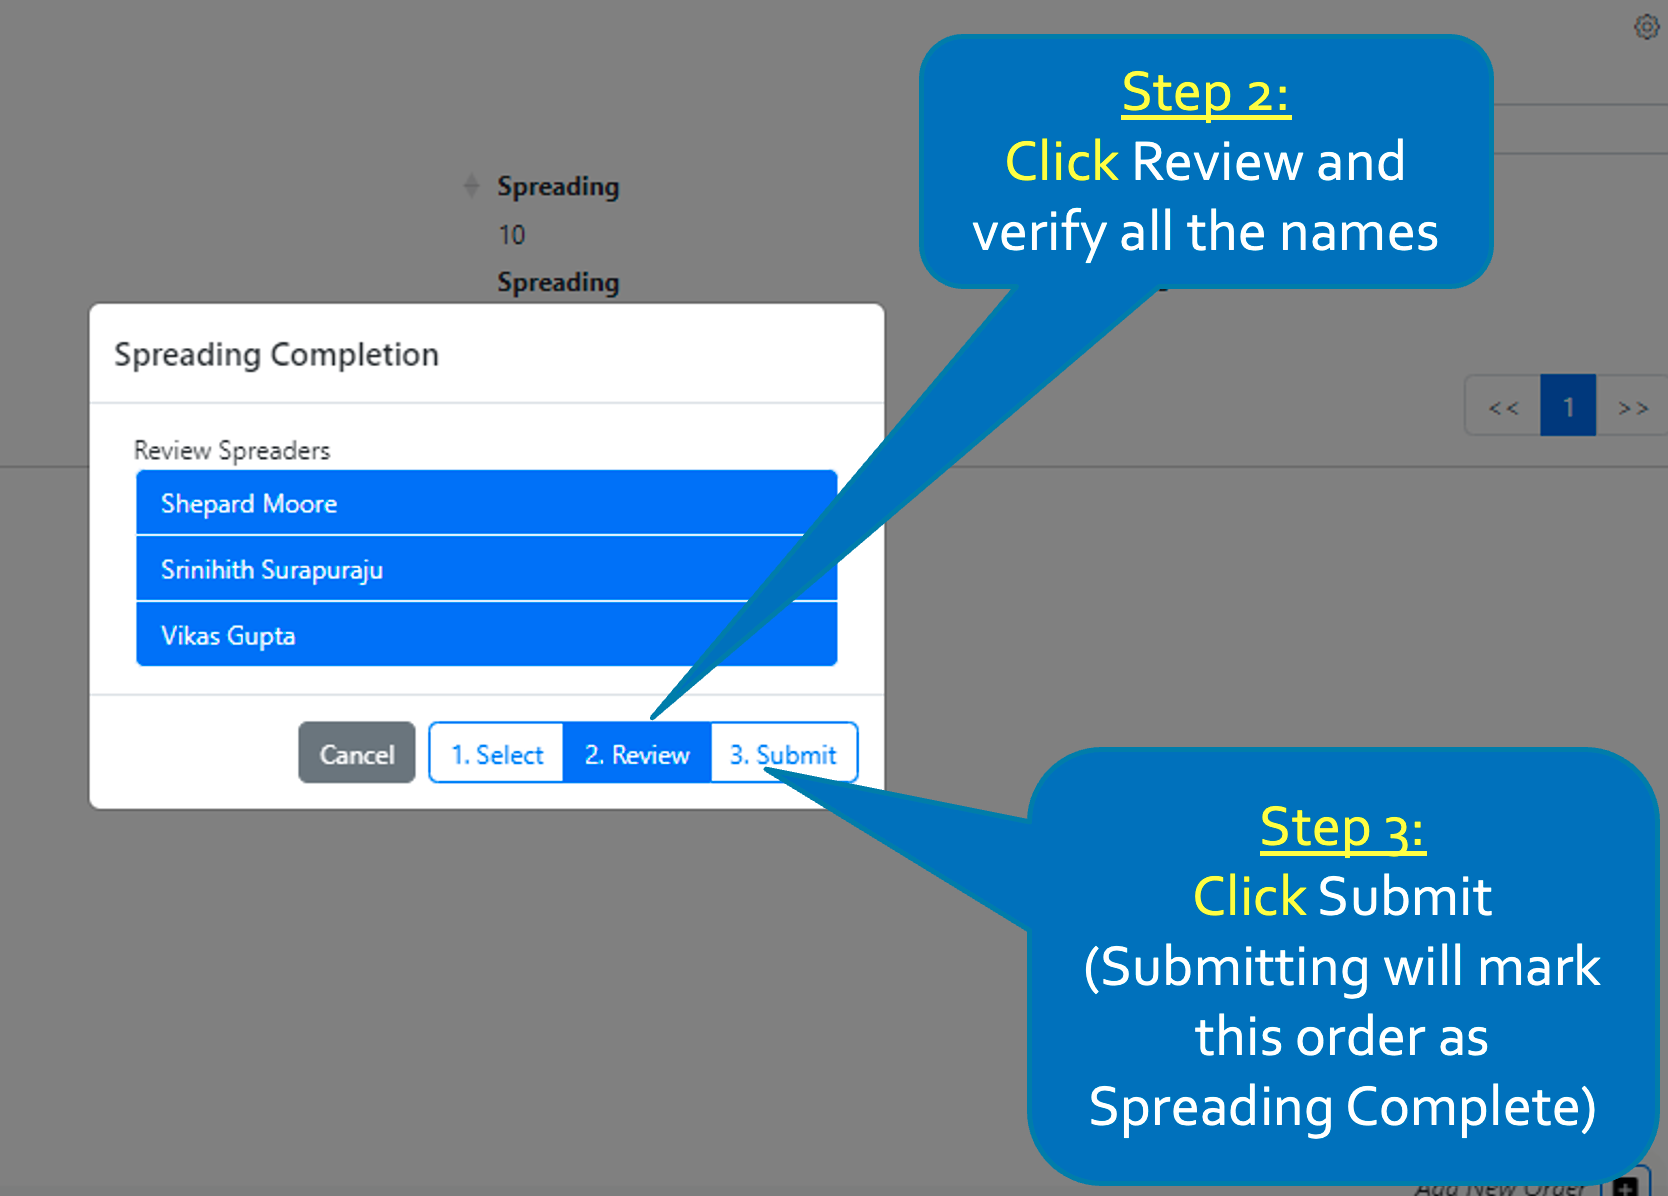 Step 2:
Click Review and
verify all the names
Spreading
10
Spreading
Spreading Completion
<< 1 >>
Review Spreaders
Shepard Moore
Srinihith Surapuraju
Vikas Gupta
Cancel
1. Select
2. Review
3. Submit
Step 3:
Click Submit
(Submitting will mark
this order as
Spreading Complete)
Add New Order